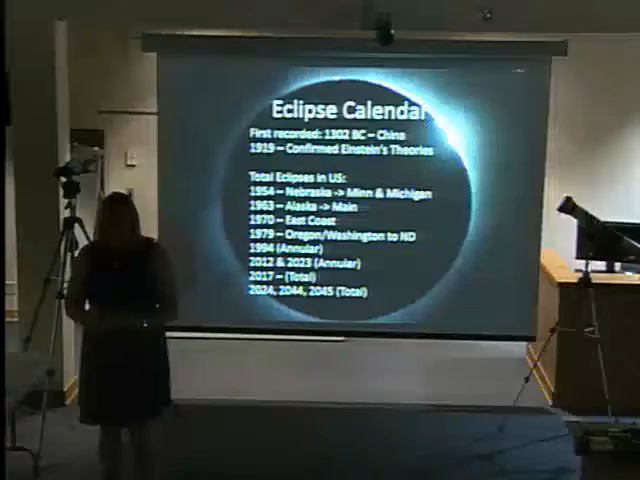 Eclipse Calendar
First recorded: 1302 BC – China
1919 – Confirmed Einstein's Theories
Total Eclipses in US:
1954 – Nebraska -> Minn & Michigan
1963 – Alaska -> Main
1970 – East Coast
1979 – Oregon/Washington to ND
1994 (Annular)
2012 & 2023 (Annular)
2017 – (Total)
2024, 2044, 2045 (Total)